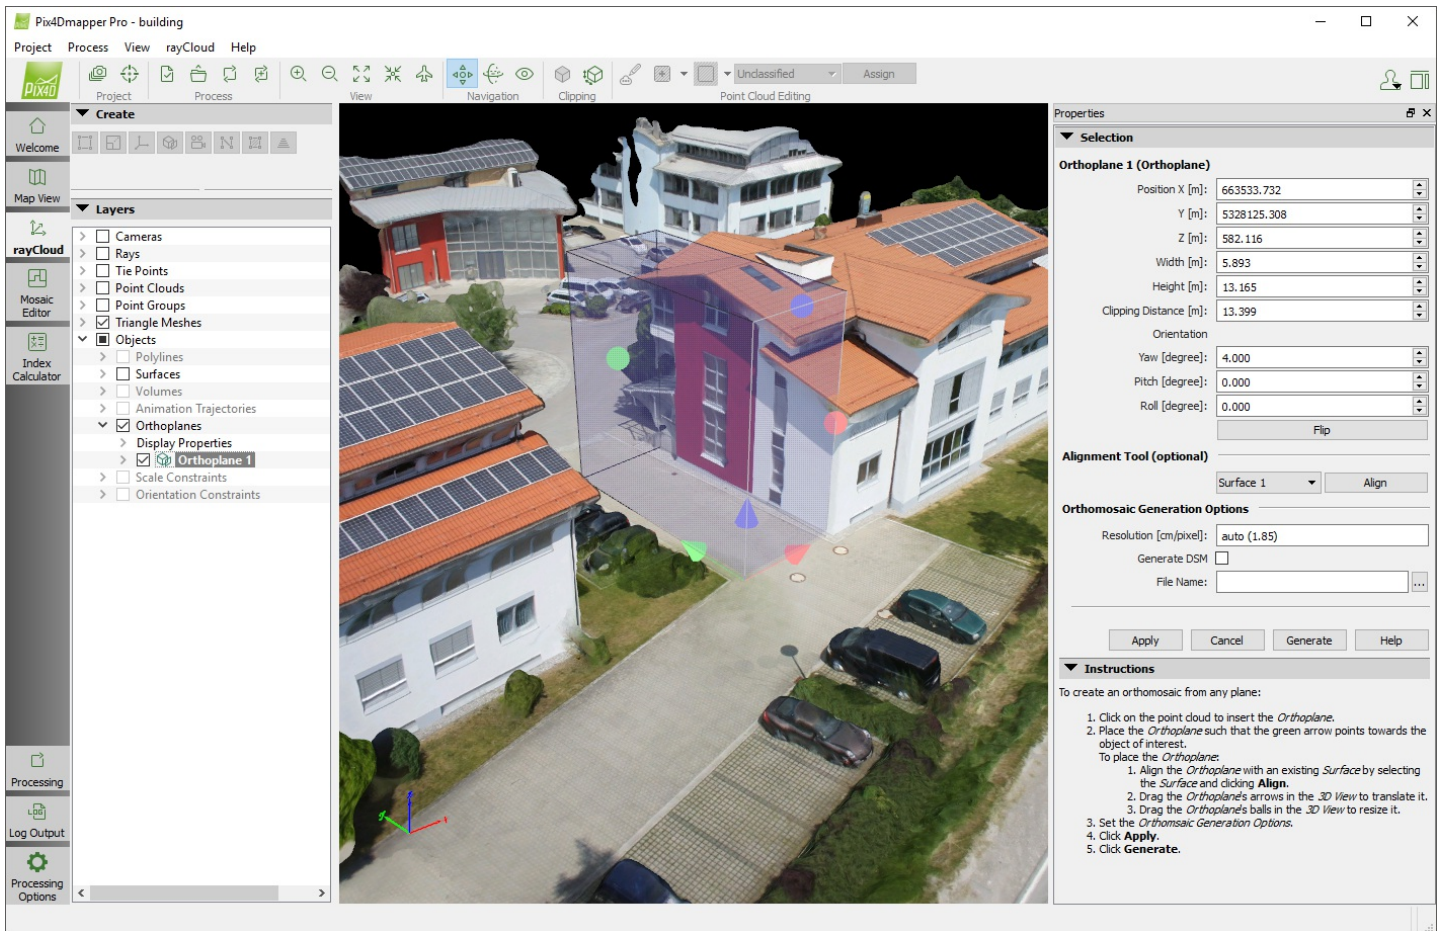 Pix4Dmapper Pro - building
Project Process View rayCloud Help
PIX4D
Project
Process
View
Navigation
Clipping
Unclassified
Assign
Point Cloud Editing
Welcome
Map View
rayCloud
Mosaic
Editor
Index
Calculator
Processing
LOG
Log Output
Processing
Options
Create
Layers
Cameras
Rays
Tie Points
Point Clouds
Point Groups
Triangle Meshes
Objects
Polylines
Surfaces
Volumes
Animation Trajectories
Orthoplanes
Display Properties
Orthoplane 1
Scale Constraints
Orientation Constraints
Properties
Selection
Orthoplane 1 (Orthoplane)
Position X [m]: 663533.732
Y [m]: 5328125.308
Z [m]: 582.116
Width [m]: 5.893
Height [m]: 13.165
Clipping Distance [m]: 13.399
Orientation
Yaw [degree]: 4.000
Pitch [degree]: 0.000
Roll [degree]: 0.000
Flip
Alignment Tool (optional)
Surface 1 Align
Orthomosaic Generation Options
Resolution [cm/pixel]: auto (1.85)
Generate DSM
File Name: ...
Apply Cancel Generate Help
Instructions
To create an orthomosaic from any plane:
1. Click on the point cloud to insert the Orthoplane.
2. Place the Orthoplane such that the green arrow points towards the
object of interest.
To place the Orthoplane:
1. Align the Orthoplane with an existing Surface by selecting
the Surface and clicking Align.
2. Drag the Orthoplane's arrows in the 3D View to translate it.
3. Drag the Orthoplane's balls in the 3D View to resize it.
3. Set the Orthomsaic Generation Options.
4. Click Apply.
5. Click Generate.